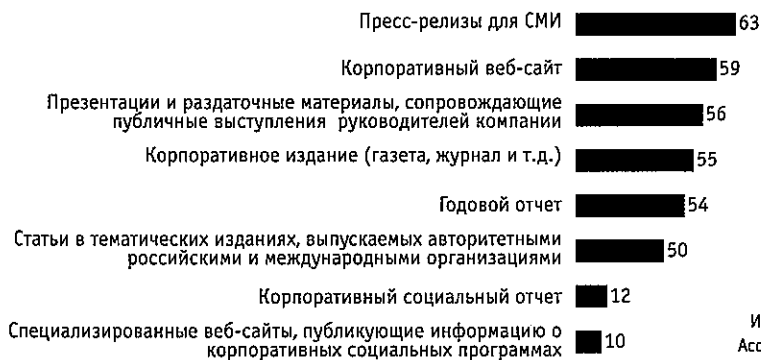 Пресс-релизы для СМИ 63
Корпоративный веб-сайт 59
Презентации и раздаточные материалы, сопровождающие
публичные выступления руководителей компании 56
Корпоративное издание (газета, журнал и т.д.) 55
Годовой отчет 54
Статьи в тематических изданиях, выпускаемых авторитетными
российскими и международными организациями 50
Корпоративный социальный отчет 12
Специализированные веб-сайты, публикующие информацию о
корпоративных социальных программах 10